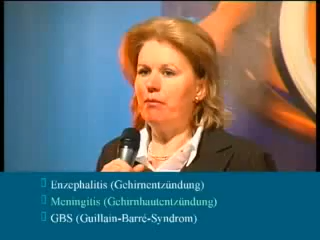 Enzephalitis (Gehirnentzündung)
Meningitis (Gehirnhautentzündung)
GBS (Guillain-Barré-Syndrom)